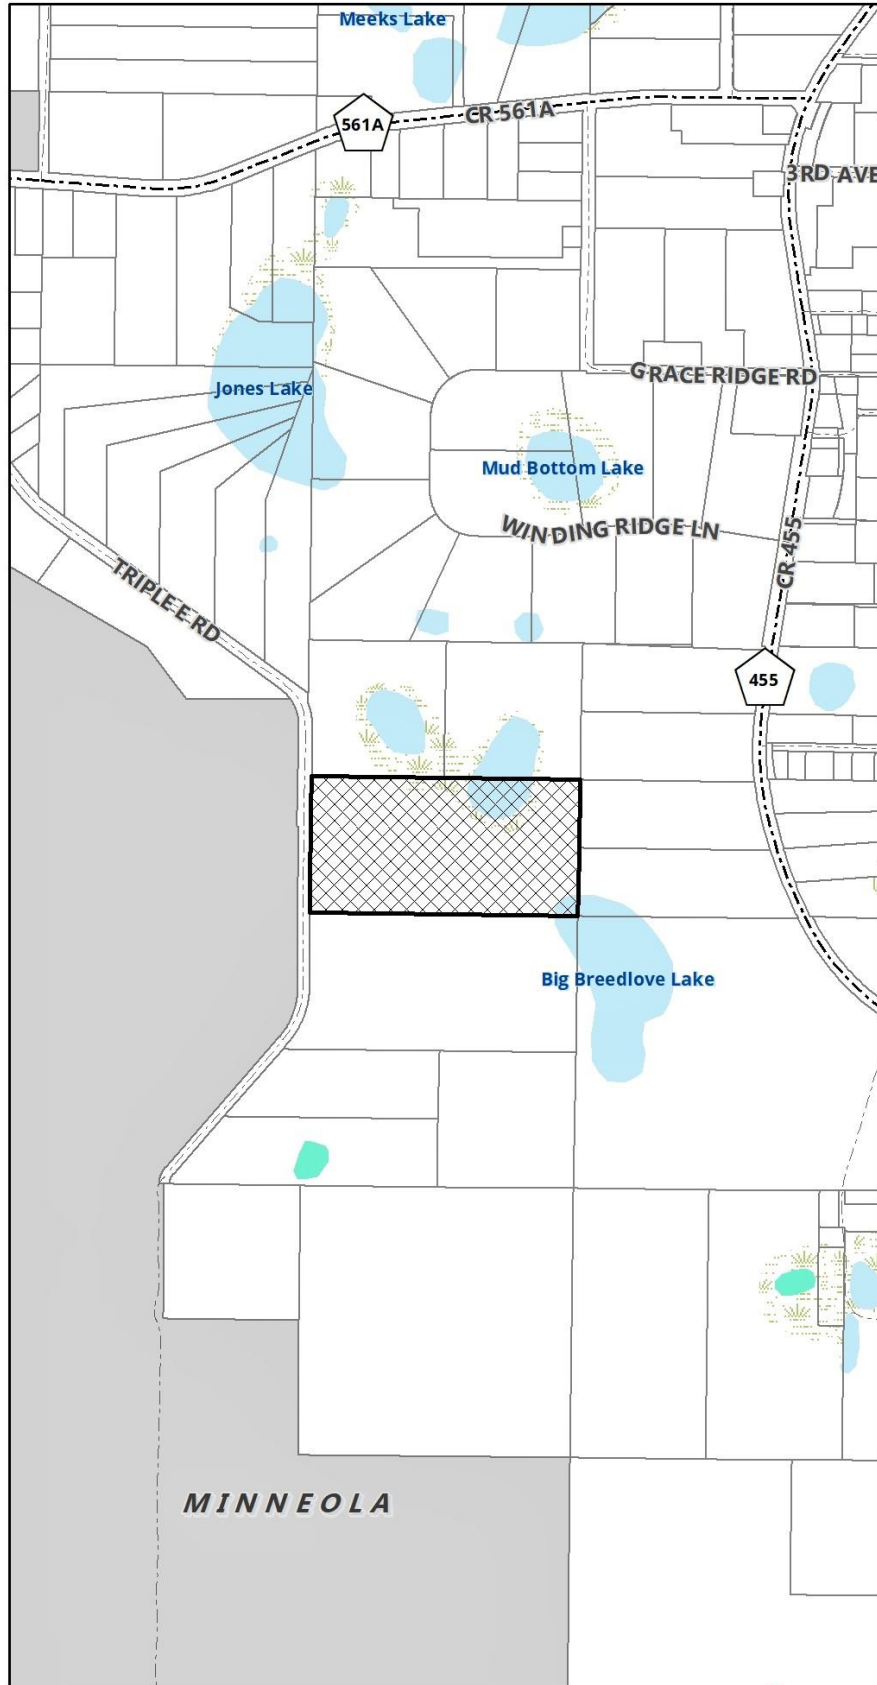 Meeks Lake
CR 561A
561A
3RD AVE
GRACE RIDGE RD
Jones Lake
Mud Bottom Lake
WINDING RIDGE LN
CR 455
TRIPLE E RD
455
Big Breedlove Lake
MINNEOLA